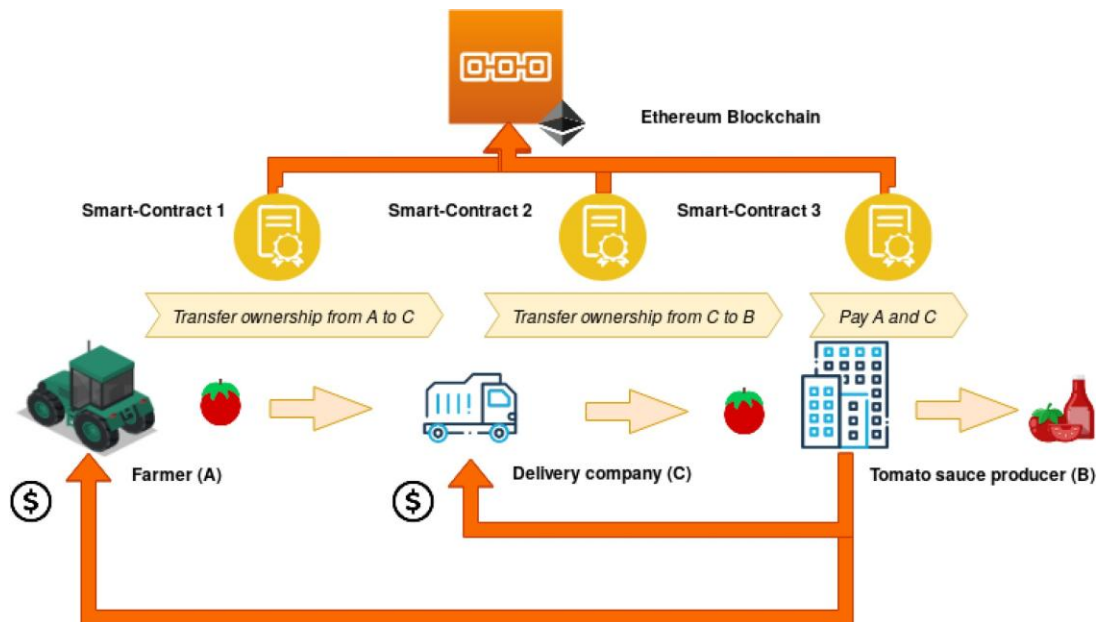 Ethereum Blockchain
Smart-Contract 1
Smart-Contract 2
Smart-Contract 3
Transfer ownership from A to C
Transfer ownership from C to B
Pay A and C
Farmer (A)
Delivery company (C)
Tomato sauce producer (B)
$
$